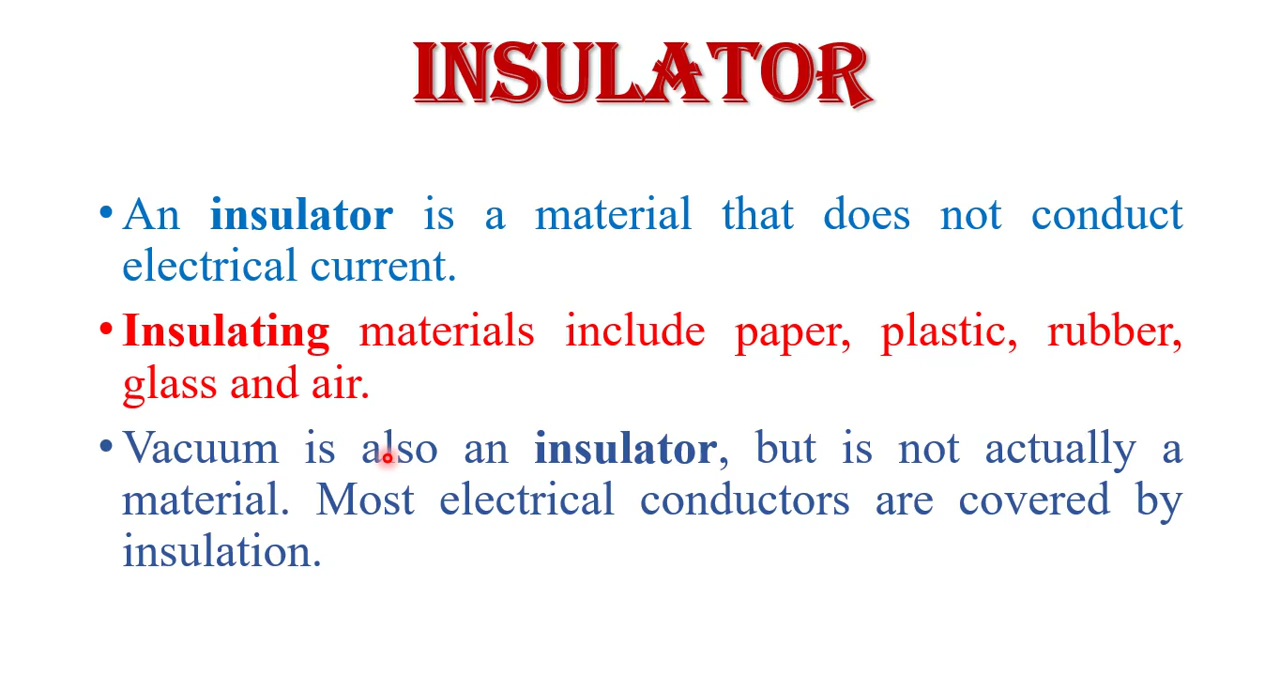 INSULATOR
• An insulator is a material that does not conduct
electrical current.
• Insulating materials include paper, plastic, rubber,
glass and air.
• Vacuum is also an insulator, but is not actually a
material. Most electrical conductors are covered by
insulation.